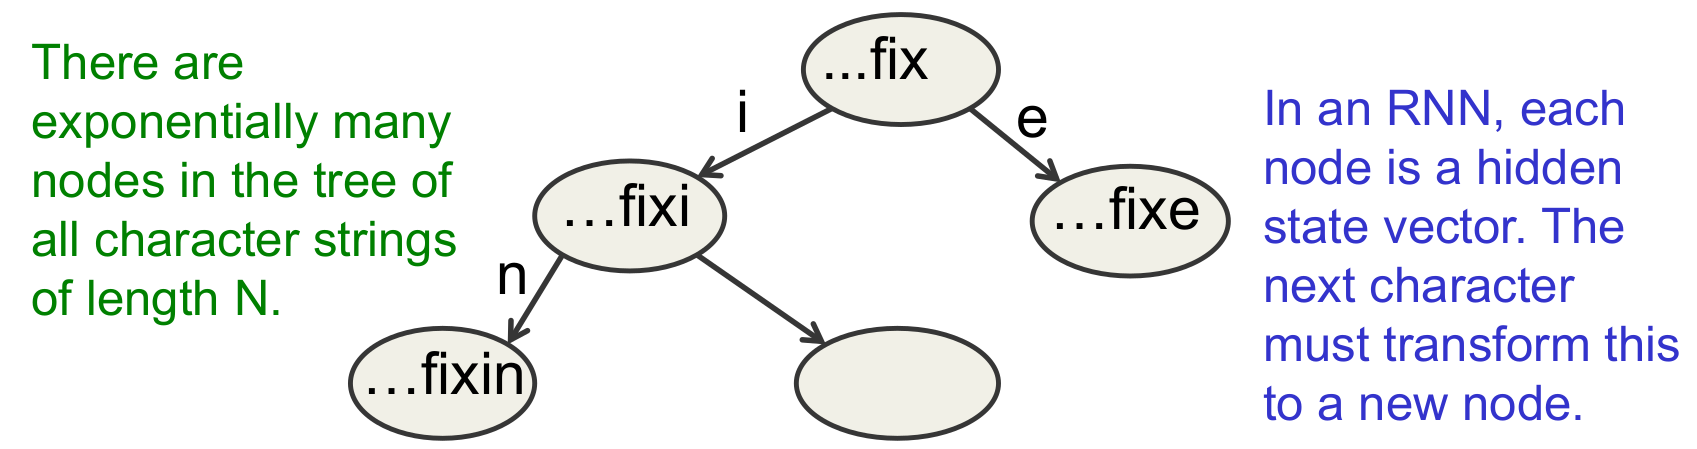 There are
exponentially many
nodes in the tree of
all character strings
of length N.
...fix
i
e
...fixi
...fixe
n
...fixin
In an RNN, each
node is a hidden
state vector. The
next character
must transform this
to a new node.